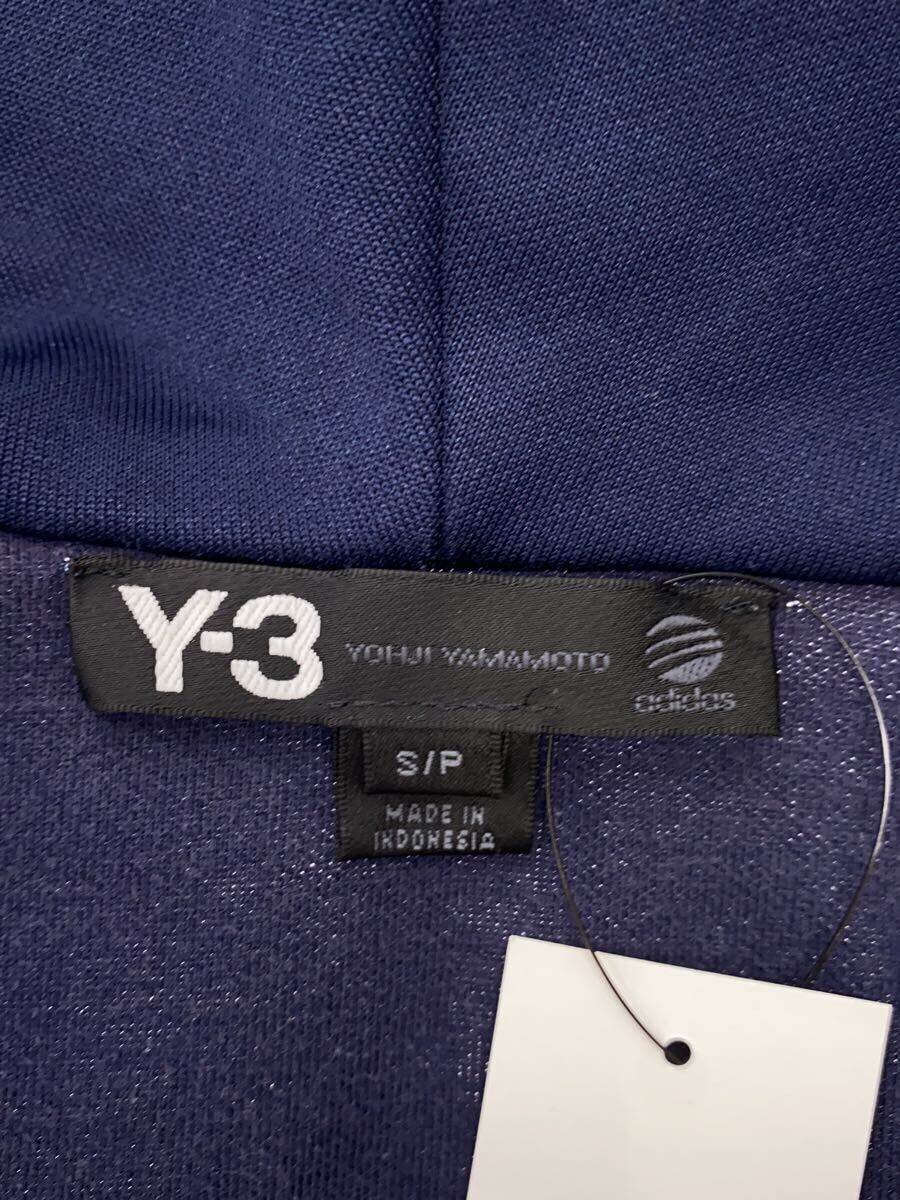 Y-3 YOHJI YAMAMOTO adidas
S/P
MADE IN
INDONESIA